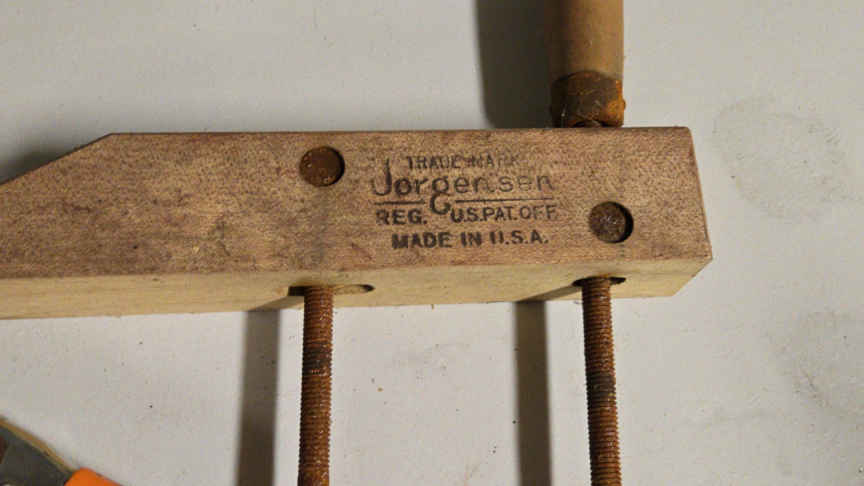 TRADE MARK
Jorgensen
REG. U.S.PAT.OFF.
MADE IN U.S.A.